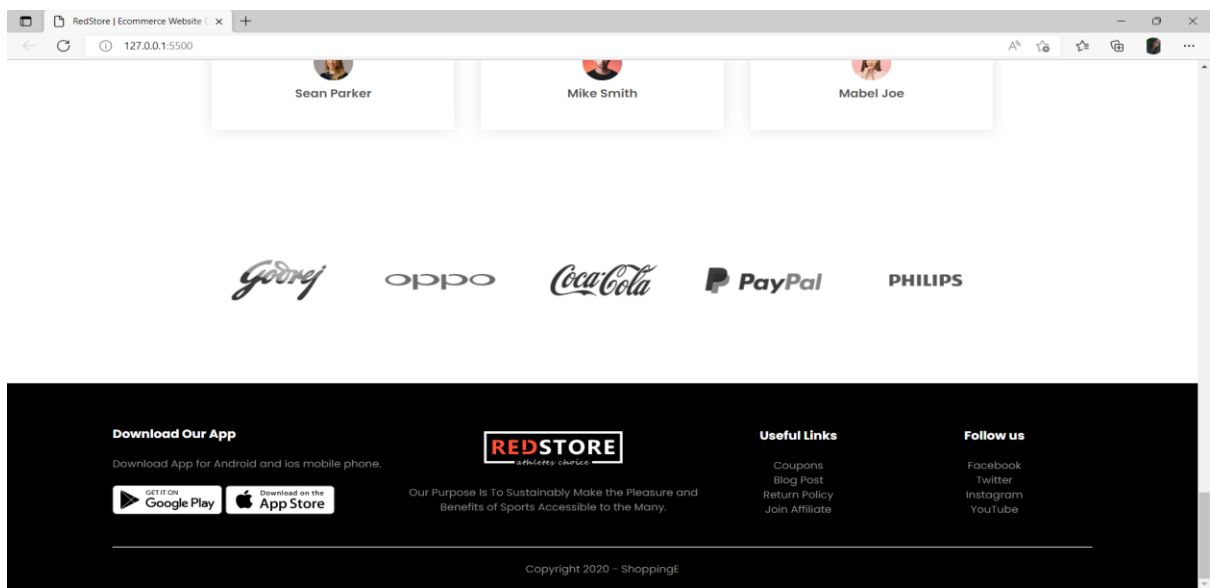 RedStore | Ecommerce Website
127.0.0.1:5500
Sean Parker
Mike Smith
Mabel Joe
Godrej
oppo
Coca-Cola
PayPal
PHILIPS
Download Our App
Download App for Android and ios mobile phone.
GET IT ON
Google Play
Download on the
App Store
REDSTORE
athletes choice
Our Purpose Is To Sustainably Make the Pleasure and
Benefits of Sports Accessible to the Many.
Useful Links
Coupons
Blog Post
Return Policy
Join Affiliate
Follow us
Facebook
Twitter
Instagram
YouTube
Copyright 2020 - ShoppingE